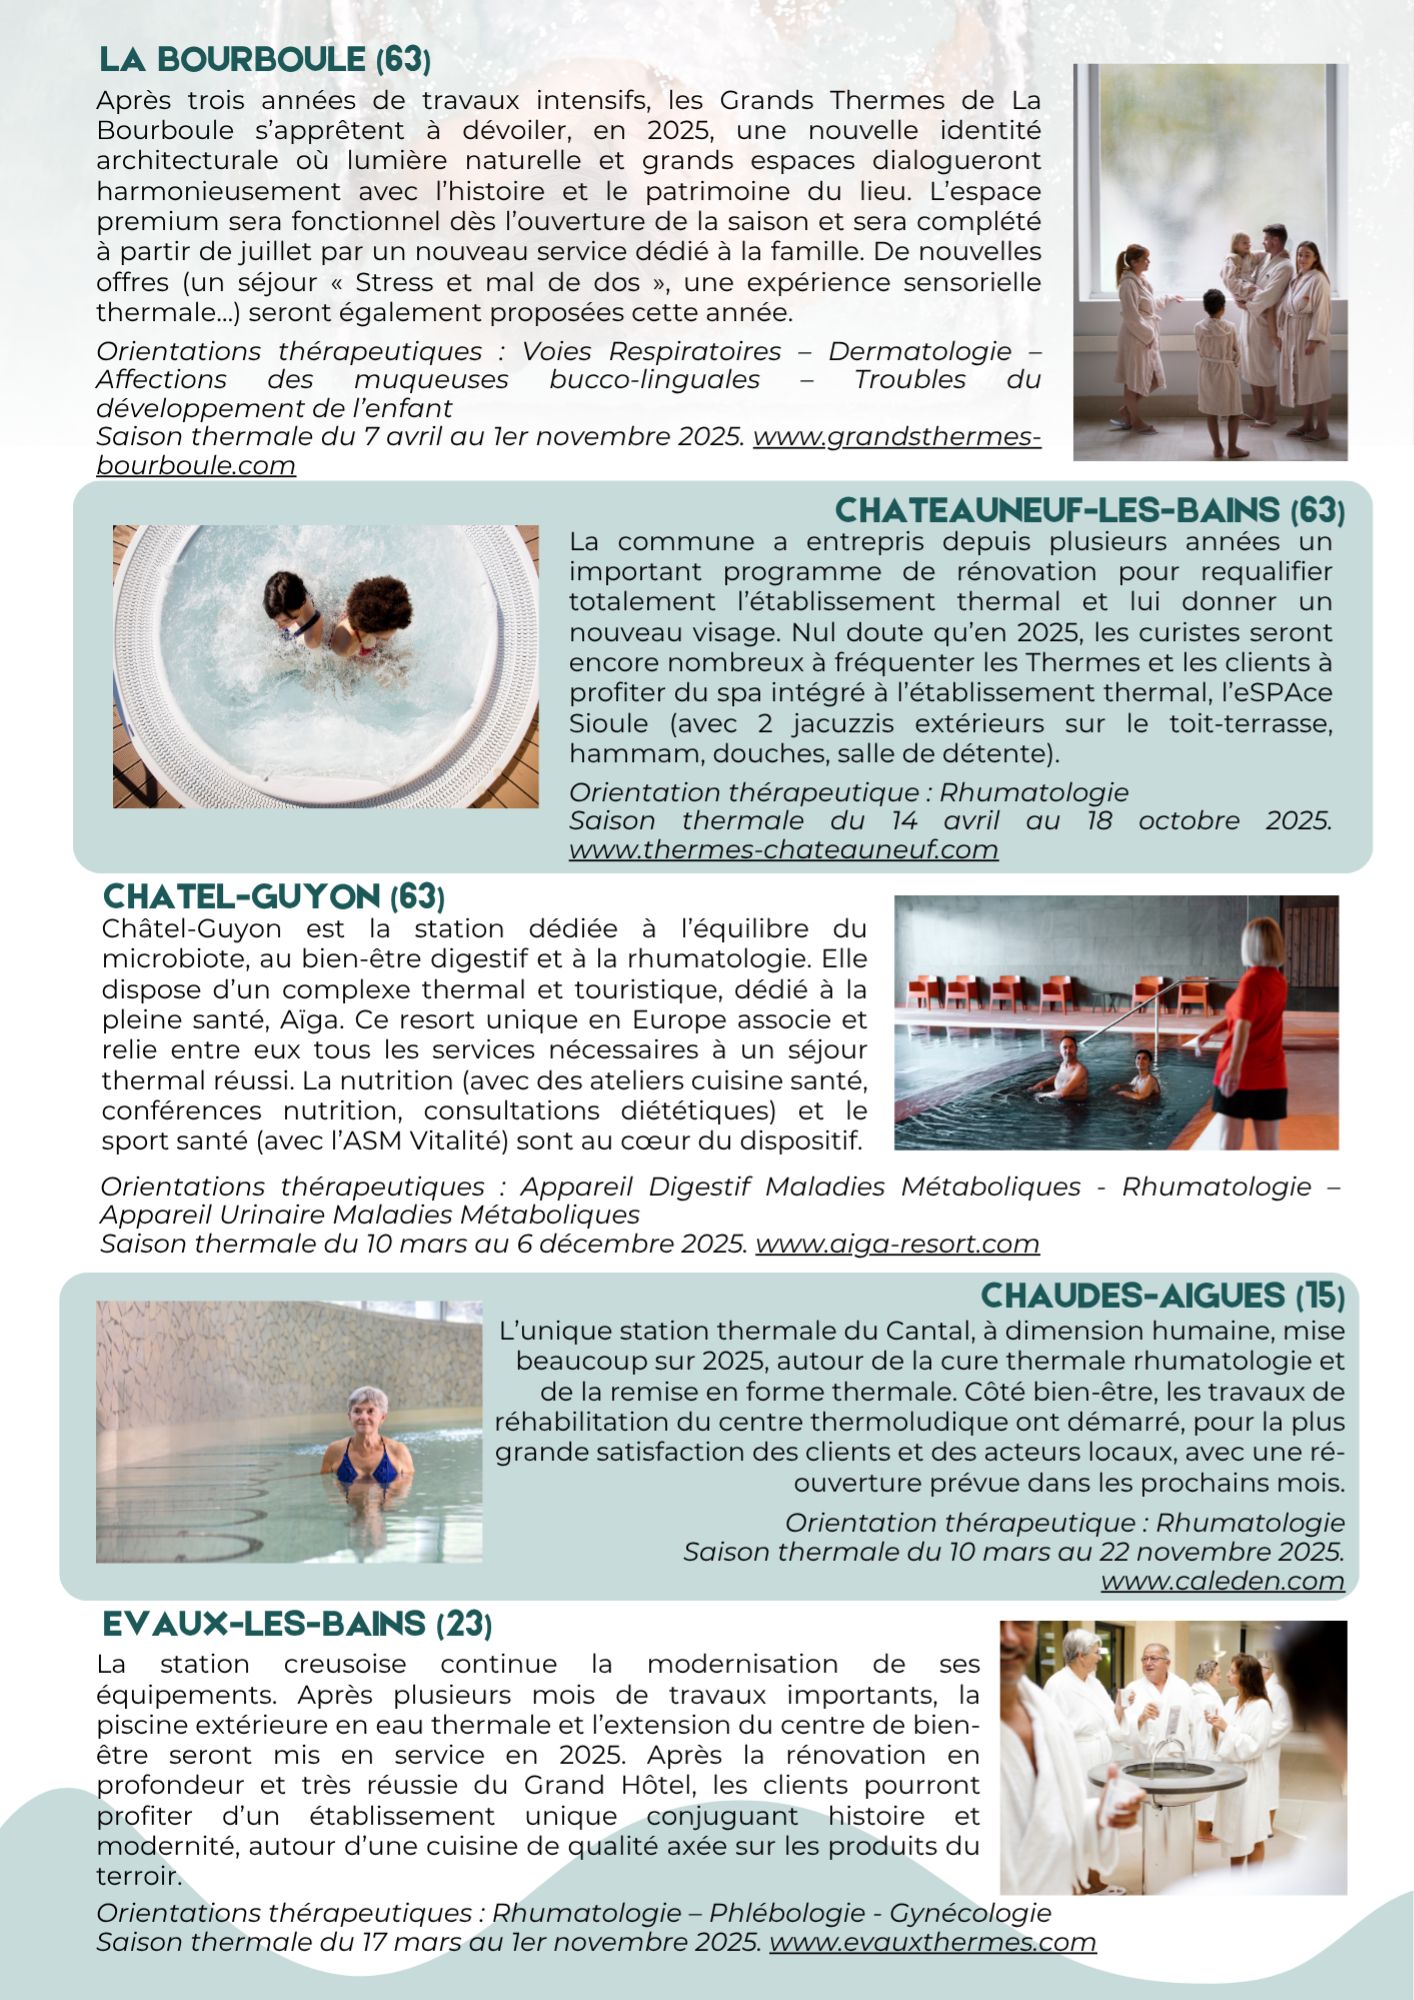 LA BOURBOULE (63)
Après trois années de travaux intensifs, les Grands Thermes de La
Bourboule s’apprêtent à dévoiler, en 2025, une nouvelle identité
architecturale où lumière naturelle et grands espaces dialogueront
harmonieusement avec l’histoire et le patrimoine du lieu. L’espace
premium sera fonctionnel dès l’ouverture de la saison et sera complété
à partir de juillet par un nouveau service dédié à la famille. De nouvelles
offres (un séjour « Stress et mal de dos », une expérience sensorielle
thermale…) seront également proposées cette année.
Orientations thérapeutiques : Voies Respiratoires – Dermatologie –
Affections des muqueuses bucco-linguales – Troubles du
développement de l’enfant
Saison thermale du 7 avril au 1er novembre 2025. www.grandsthermes-
bourboule.com
CHATEAUNEUF-LES-BAINS (63)
La commune a entrepris depuis plusieurs années un
important programme de rénovation pour requalifier
totalement l’établissement thermal et lui donner un
nouveau visage. Nul doute qu’en 2025, les curistes seront
encore nombreux à fréquenter les Thermes et les clients à
profiter du spa intégré à l’établissement thermal, l’eSPAce
Sioule (avec 2 jacuzzis extérieurs sur le toit-terrasse,
hammam, douches, salle de détente).
Orientation thérapeutique : Rhumatologie
Saison thermale du 14 avril au 18 octobre 2025.
www.thermes-chateauneuf.com
CHATEL-GUYON (63)
Châtel-Guyon est la station dédiée à l’équilibre du
microbiote, au bien-être digestif et à la rhumatologie. Elle
dispose d’un complexe thermal et touristique, dédié à la
pleine santé, Aïga. Ce resort unique en Europe associe et
relie entre eux tous les services nécessaires à un séjour
thermal réussi. La nutrition (avec des ateliers cuisine santé,
conférences nutrition, consultations diététiques) et le
sport santé (avec l’ASM Vitalité) sont au cœur du dispositif.
Orientations thérapeutiques : Appareil Digestif Maladies Métaboliques - Rhumatologie –
Appareil Urinaire Maladies Métaboliques
Saison thermale du 10 mars au 6 décembre 2025. www.aiga-resort.com
CHAUDES-AIGUES (15)
L’unique station thermale du Cantal, à dimension humaine, mise
beaucoup sur 2025, autour de la cure thermale rhumatologie et
de la remise en forme thermale. Côté bien-être, les travaux de
réhabilitation du centre thermoludique ont démarré, pour la plus
grande satisfaction des clients et des acteurs locaux, avec une ré-
ouverture prévue dans les prochains mois.
Orientation thérapeutique : Rhumatologie
Saison thermale du 10 mars au 22 novembre 2025.
www.caleden.com
EVAUX-LES-BAINS (23)
La station creusoise continue la modernisation de ses
équipements. Après plusieurs mois de travaux importants, la
piscine extérieure en eau thermale et l’extension du centre de bien-
être seront mis en service en 2025. Après la rénovation en
profondeur et très réussie du Grand Hôtel, les clients pourront
profiter d’un établissement unique conjuguant histoire et
modernité, autour d’une cuisine de qualité axée sur les produits du
terroir.
Orientations thérapeutiques : Rhumatologie – Phlébologie - Gynécologie
Saison thermale du 17 mars au 1er novembre 2025. www.evauxthermes.com